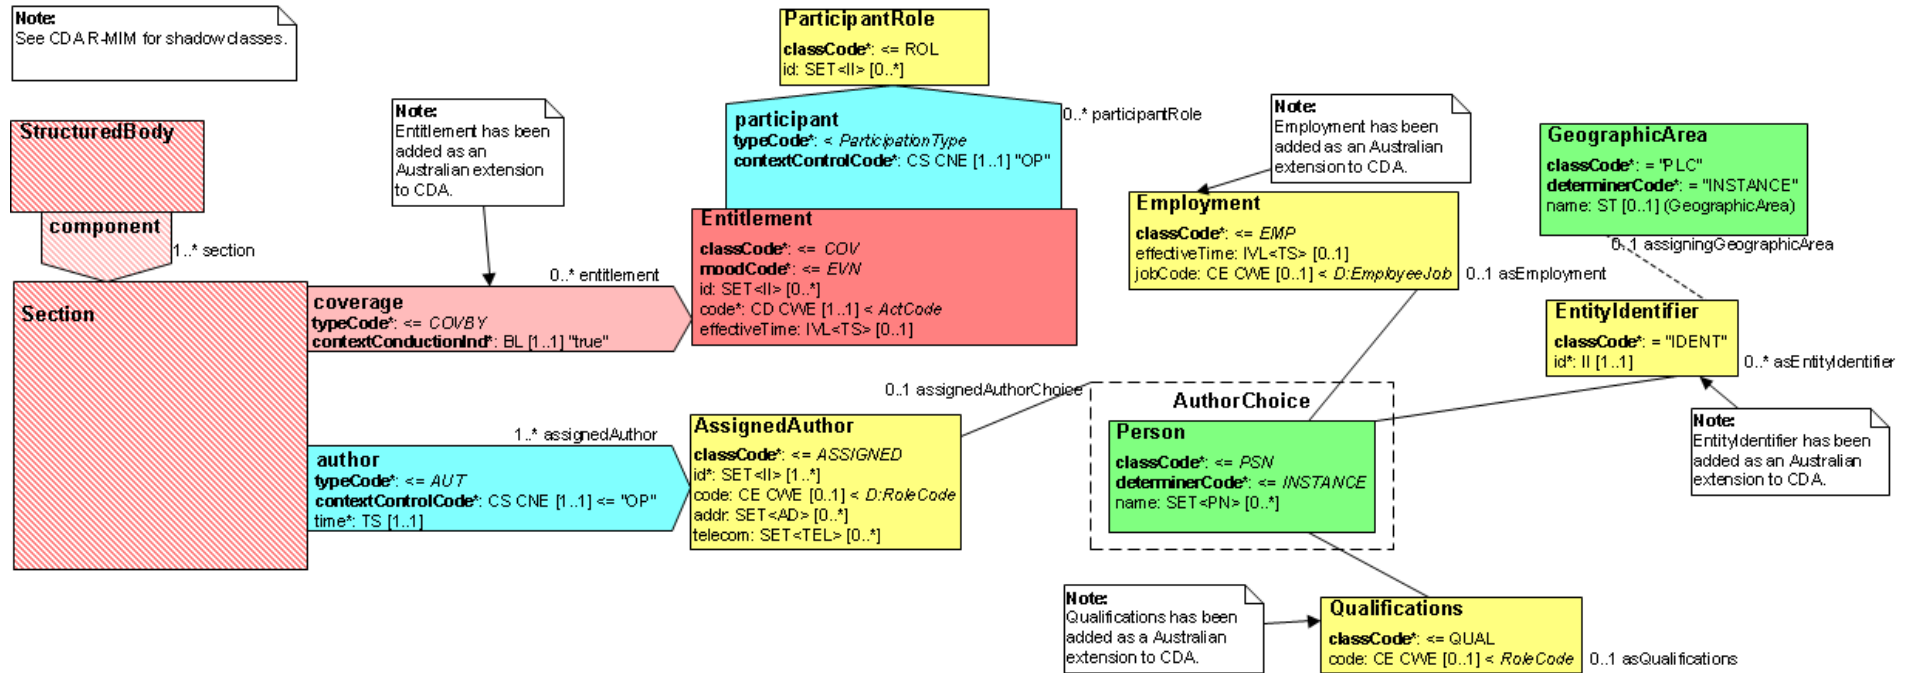 Note:
See CDA R-MIM for shadow classes.
StructuredBody
component
1..* section
Section
Note:
Entitlement has been
added as an
Australian extension
to CDA.
coverage
typeCode*: <= COVBY
contextConductionInd*: BL [1..1] "true"
0..* entitlement
ParticipantRole
classCode*: <= ROL
id: SET<II> [0..*]
participant
typeCode*: < ParticipationType
contextControlCode*: CS CNE [1..1] "OP"
0..* participantRole
Entitlement
classCode*: <= COV
moodCode*: <= EVN
id: SET<II> [0..*]
code*: CD CWE [1..1] < ActCode
effectiveTime: IVL<TS> [0..1]
author
typeCode*: <= AUT
contextControlCode*: CS CNE [1..1] <= "OP"
time*: TS [1..1]
1..* assignedAuthor
AssignedAuthor
classCode*: <= ASSIGNED
id*: SET<II> [1..*]
code: CE CWE [0..1] < D:RoleCode
addr: SET<AD> [0..*]
telecom: SET<TEL> [0..*]
0..1 assignedAuthorChoice
AuthorChoice
Person
classCode*: <= PSN
determinerCode*: <= INSTANCE
name: SET<PN> [0..*]
Note:
Employment has been
added as an Australian
extension to CDA.
Employment
classCode*: <= EMP
effectiveTime: IVL<TS> [0..1]
jobCode: CE CWE [0..1] < D:EmployeeJob
0..1 asEmployment
GeographicArea
classCode*: = "PLC"
determinerCode*: = "INSTANCE"
name: ST [0..1] (GeographicArea)
0..1 assigningGeographicArea
EntityIdentifier
classCode*: = "IDENT"
id*: II [1..1]
0..* asEntityIdentifier
Note:
EntityIdentifier has been
added as an Australian
extension to CDA.
Note:
Qualifications has been
added as a Australian
extension to CDA.
Qualifications
classCode*: <= QUAL
code: CE CWE [0..1] < RoleCode
0..1 asQualifications